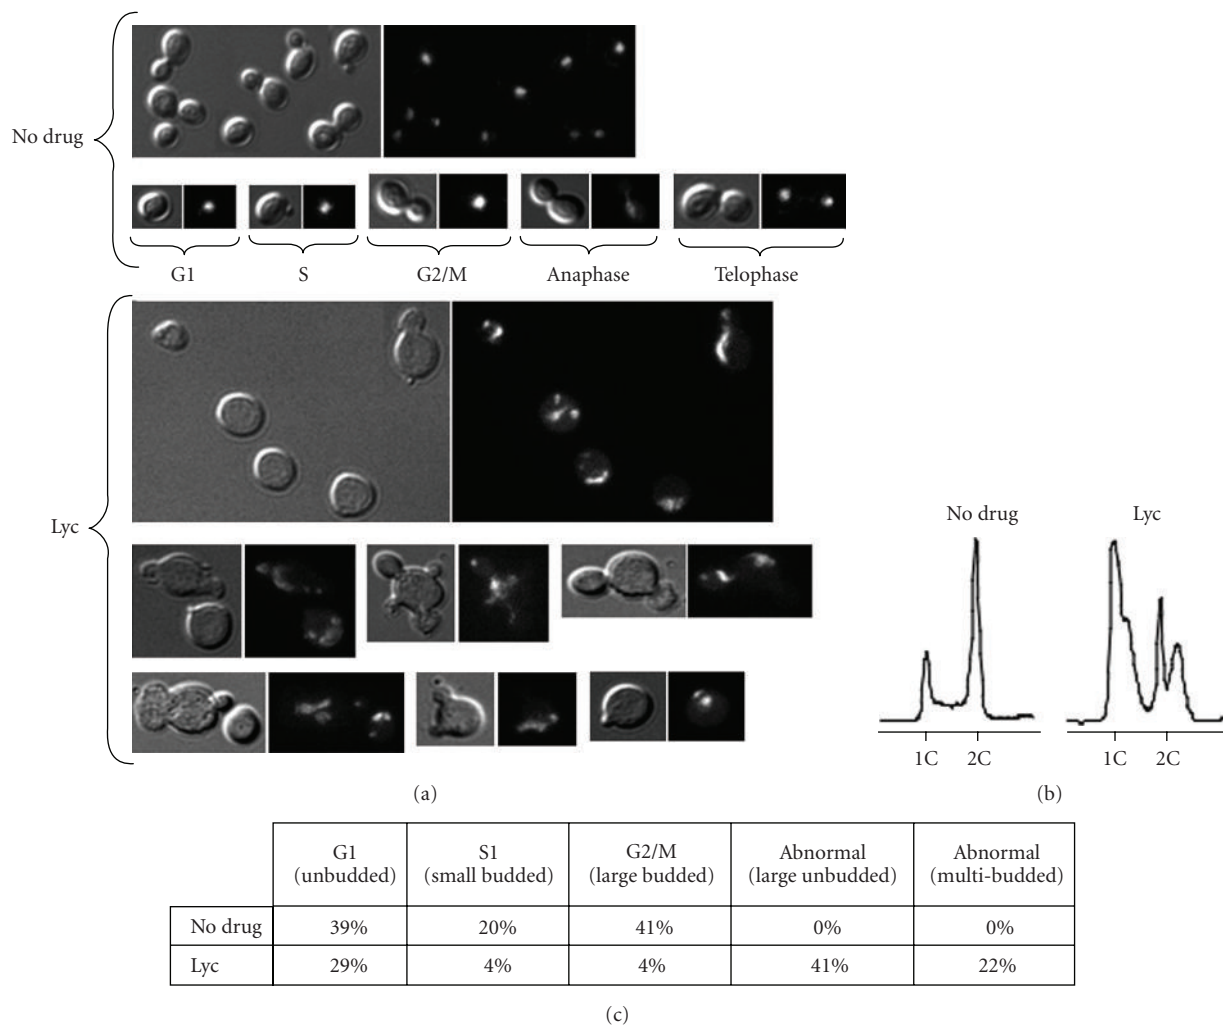 No drug
G1
S
G2/M
Anaphase
Telophase
Lyc
(a)
No drug
Lyc
1C
2C
1C
2C
(b)
G1
(unbudded)
S1
(small budded)
G2/M
(large budded)
Abnormal
(large unbudded)
Abnormal
(multi-budded)
No drug
39%
20%
41%
0%
0%
Lyc
29%
4%
4%
41%
22%
(c)